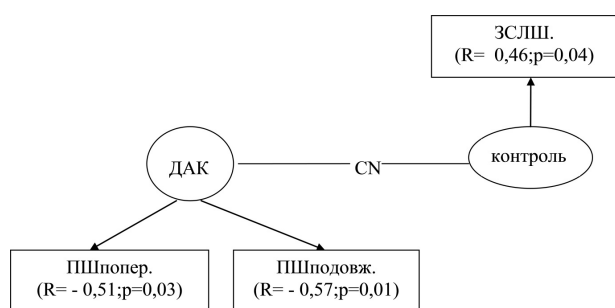 ЗСЛШ.
(R=  0,46;p=0,04)
ДАК
CN
контроль
ПШпопер.
(R= - 0,51;p=0,03)
ПШподовж.
(R= - 0,57;p=0,01)